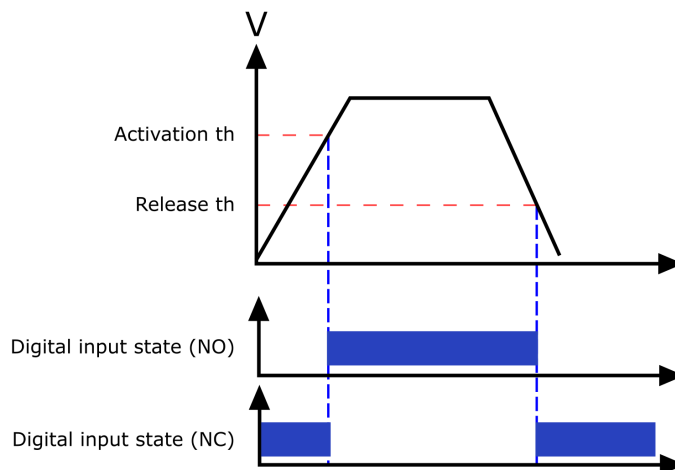 V
Activation th
Release th
Digital input state (NO)
Digital input state (NC)